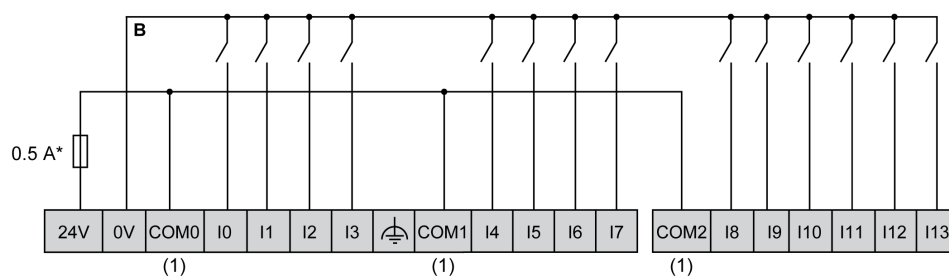 B
0.5 A*
24V 0V COM0 I0 I1 I2 I3 COM1 I4 I5 I6 I7 COM2 I8 I9 I10 I11 I12 I13
(1) (1) (1)